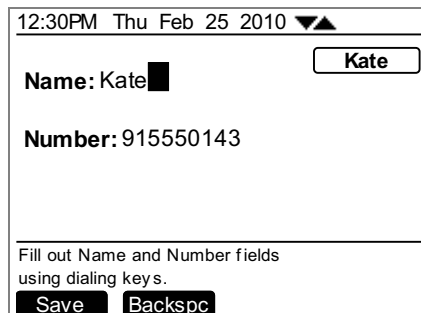 12:30PM Thu Feb 25 2010
Kate
Name: Kate
Number: 915550143
Fill out Name and Number fields
using dialing keys.
Save Backspc